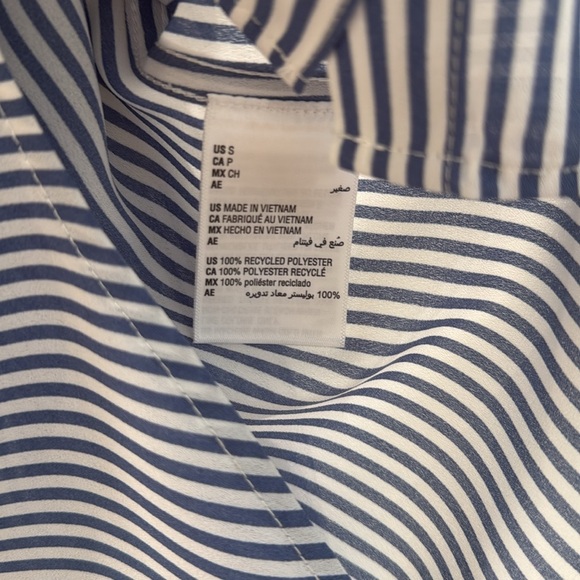 US S
CA P
MX CH
AE صغير
US MADE IN VIETNAM
CA FABRIQUÉ AU VIETNAM
MX HECHO EN VIETNAM
AE صُنع في فيتنام
US 100% RECYCLED POLYESTER
CA 100% POLYESTER RECYCLÉ
MX 100% poliéster reciclado
AE 100% بوليستر معاد تدويره